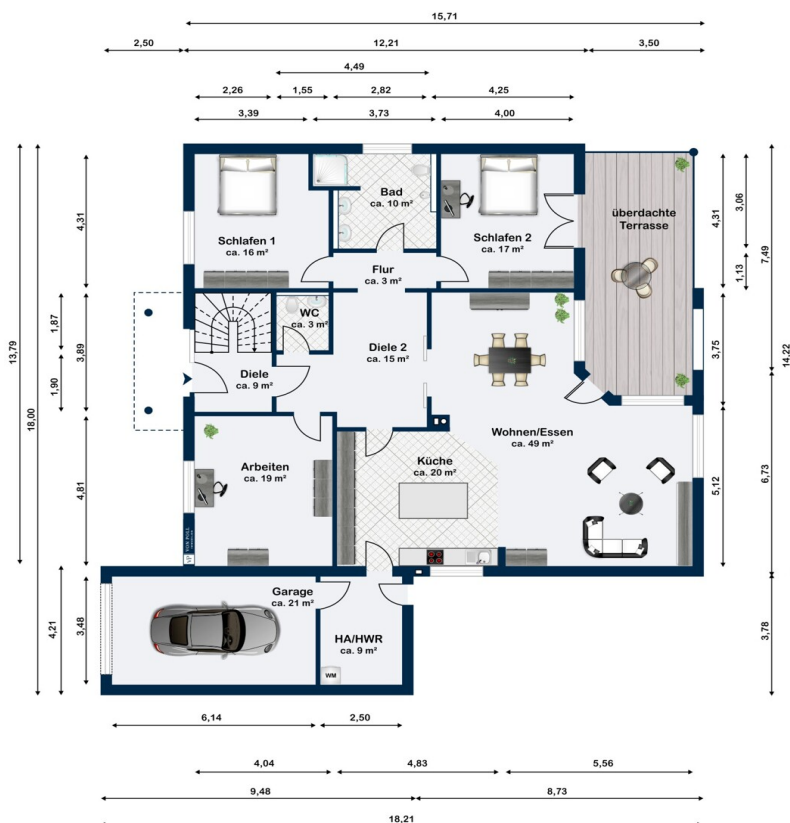 15,71
2,50 12,21 3,50
4,49
2,26 1,55 2,82 4,25
3,39 3,73 4,00
Bad
ca. 10 m²
Schlafen 1
ca. 16 m²
Schlafen 2
ca. 17 m²
überdachte
Terrasse
4,31
4,31
3,06
1,13
7,49
Flur
ca. 3 m²
WC
ca. 3 m²
Diele
ca. 9 m²
Diele 2
ca. 15 m²
1,87
1,90
3,89
13,79
18,00
3,75
14,22
Wohnen/Essen
ca. 49 m²
Küche
ca. 20 m²
Arbeiten
ca. 19 m²
4,81
5,12
6,73
VP VON POLL
Garage
ca. 21 m²
HA/HWR
ca. 9 m²
WM
4,21
3,48
3,78
6,14 2,50
4,04 4,83 5,56
9,48 8,73
18,21